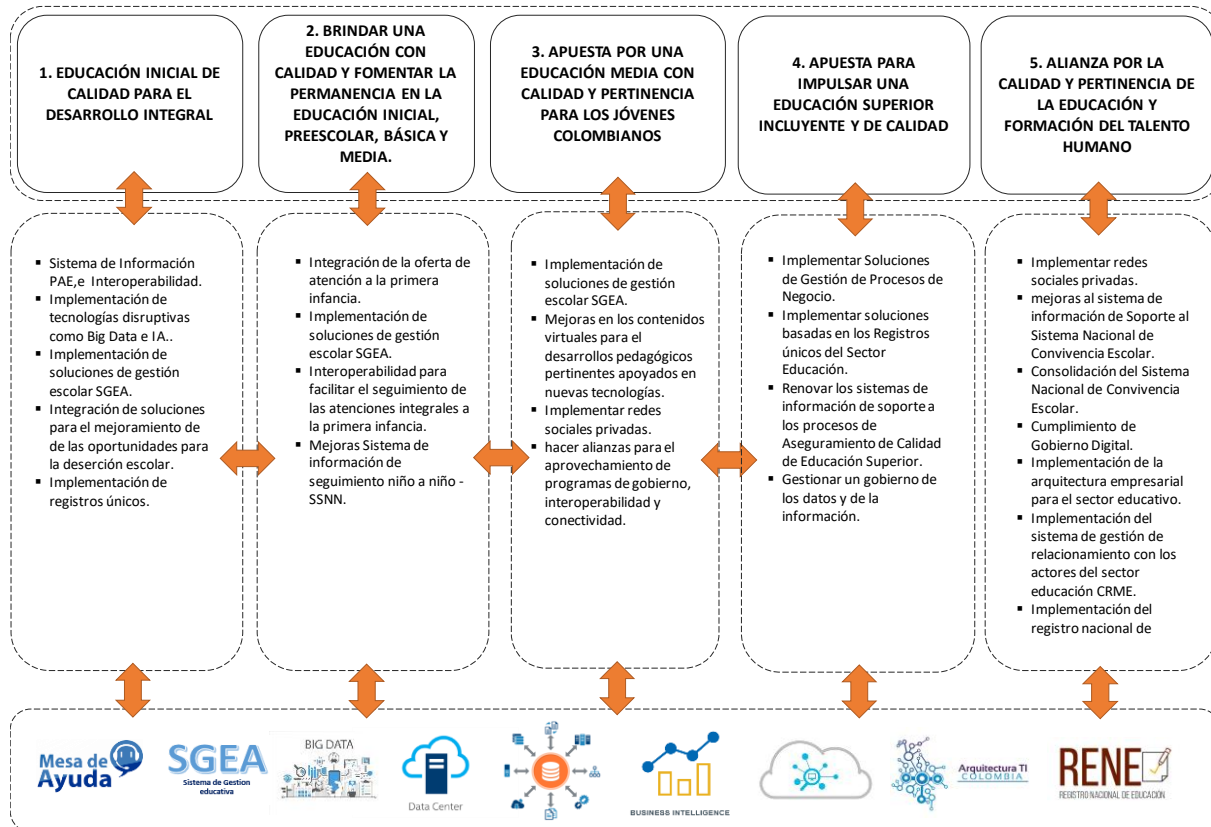 1. EDUCACIÓN INICIAL DE
CALIDAD PARA EL
DESARROLLO INTEGRAL
2. BRINDAR UNA
EDUCACIÓN CON
CALIDAD Y FOMENTAR LA
PERMANENCIA EN LA
EDUCACIÓN INICIAL,
PREESCOLAR, BÁSICA Y
MEDIA.
3. APUESTA POR UNA
EDUCACIÓN MEDIA CON
CALIDAD Y PERTINENCIA
PARA LOS JÓVENES
COLOMBIANOS
4. APUESTA PARA
IMPULSAR UNA
EDUCACIÓN SUPERIOR
INCLUYENTE Y DE CALIDAD
5. ALIANZA POR LA
CALIDAD Y PERTINENCIA DE
LA EDUCACIÓN Y
FORMACIÓN DEL TALENTO
HUMANO
▪ Sistema de Información
PAE,e Interoperabilidad.
▪ Implementación de
tecnologías disruptivas
como Big Data e IA..
▪ Implementación de
soluciones de gestión
escolar SGEA.
▪ Integración de soluciones
para el mejoramiento de
de las oportunidades para
la deserción escolar.
▪ Implementación de
registros únicos.
▪ Integración de la oferta de
atención a la primera
infancia.
▪ Implementación de
soluciones de gestión
escolar SGEA.
▪ Interoperabilidad para
facilitar el seguimiento de
las atenciones integrales a
la primera infancia.
▪ Mejoras Sistema de
información de
seguimiento niño a niño -
SSNN.
▪ Implementación de
soluciones de gestión
escolar SGEA.
▪ Mejoras en los contenidos
virtuales para el
desarrollos pedagógicos
pertinentes apoyados en
nuevas tecnologías.
▪ Implementar redes
sociales privadas.
▪ hacer alianzas para el
aprovechamiento de
programas de gobierno,
interoperabilidad y
conectividad.
▪ Implementar Soluciones
de Gestión de Procesos de
Negocio.
▪ Implementar soluciones
basadas en los Registros
únicos del Sector
Educación.
▪ Renovar los sistemas de
información de soporte a
los procesos de
Aseguramiento de Calidad
de Educación Superior.
▪ Gestionar un gobierno de
los datos y de la
información.
▪ Implementar redes
sociales privadas.
▪ mejoras al sistema de
información de Soporte al
Sistema Nacional de
Convivencia Escolar.
▪ Consolidación del Sistema
Nacional de Convivencia
Escolar.
▪ Cumplimiento de
Gobierno Digital.
▪ Implementación de la
arquitectura empresarial
para el sector educativo.
▪ Implementación del
sistema de gestión de
relacionamiento con los
actores del sector
educación CRME.
▪ Implementación del
registro nacional de
Mesa de
Ayuda
SGEA
Sistema de Gestion
educativa
BIG DATA
Data Center
BUSINESS INTELLIGENCE
Arquitectura TI
COLOMBIA
RENE
REGISTRO NACIONAL DE EDUCACIÓN